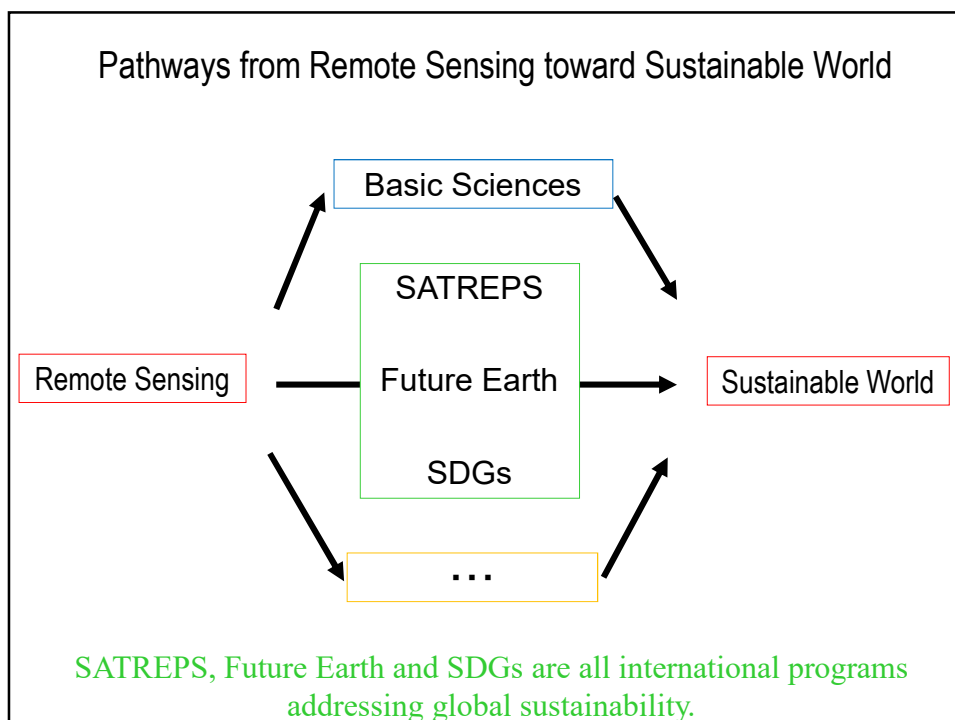 Pathways from Remote Sensing toward Sustainable World
Basic Sciences
SATREPS
Remote Sensing
Future Earth
Sustainable World
SDGs
...
SATREPS, Future Earth and SDGs are all international programs
addressing global sustainability.